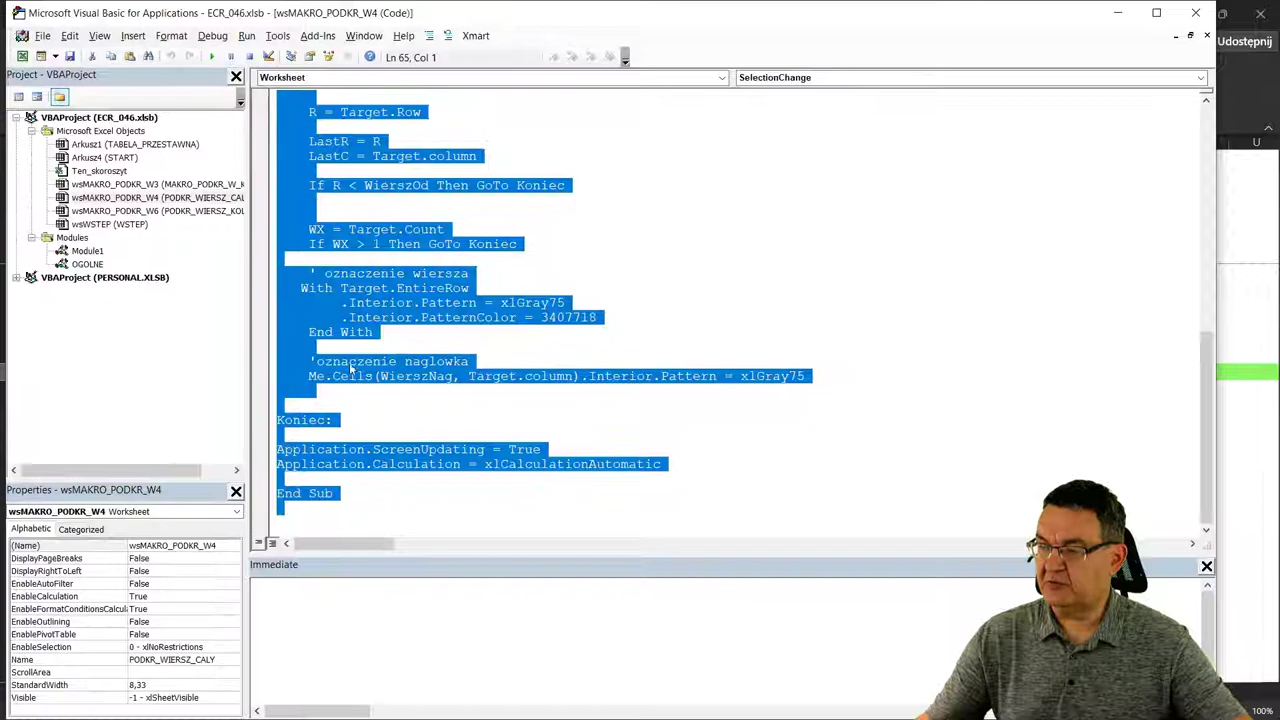 Microsoft Visual Basic for Applications - ECR_046.xlsb - [wsMAKRO_PODKR_W4 (Code)]
File Edit View Insert Format Debug Run Tools Add-Ins Window Help Xmart
Ln 65, Col 1
Udostępnij
Project - VBAProject
Worksheet
SelectionChange
VBAProject (ECR_046.xlsb)
Microsoft Excel Objects
Arkusz1 (TABELA_PRZESTAWNA)
Arkusz4 (START)
Ten_skoroszyt
wsMAKRO_PODKR_W3 (MAKRO_PODKR_W_K
wsMAKRO_PODKR_W4 (PODKR_WIERSZ_CAL
wsMAKRO_PODKR_W6 (PODKR_WIERSZ_KOL
wsWSTEP (WSTEP)
Modules
Module1
OGOLNE
VBAProject (PERSONAL.XLSB)
R = Target.Row
LastR = R
LastC = Target.column
If R < WierszOd Then GoTo Koniec
WX = Target.Count
If WX > 1 Then GoTo Koniec
' oznaczenie wiersza
With Target.EntireRow
.Interior.Pattern = xlGray75
.Interior.PatternColor = 3407718
End With
'oznaczenie naglowka
Me.Cells(WierszNag, Target.column).Interior.Pattern = xlGray75
Koniec:
Application.ScreenUpdating = True
Application.Calculation = xlCalculationAutomatic
End Sub
U
Properties - wsMAKRO_PODKR_W4
wsMAKRO_PODKR_W4 Worksheet
Alphabetic Categorized
(Name) wsMAKRO_PODKR_W4
DisplayPageBreaks False
DisplayRightToLeft False
EnableAutoFilter False
EnableCalculation True
EnableFormatConditionsCalcul True
EnableOutlining False
EnablePivotTable False
EnableSelection 0 - xlNoRestrictions
Name PODKR_WIERSZ_CALY
ScrollArea
StandardWidth 8,33
Visible -1 - xlSheetVisible
Immediate
100%